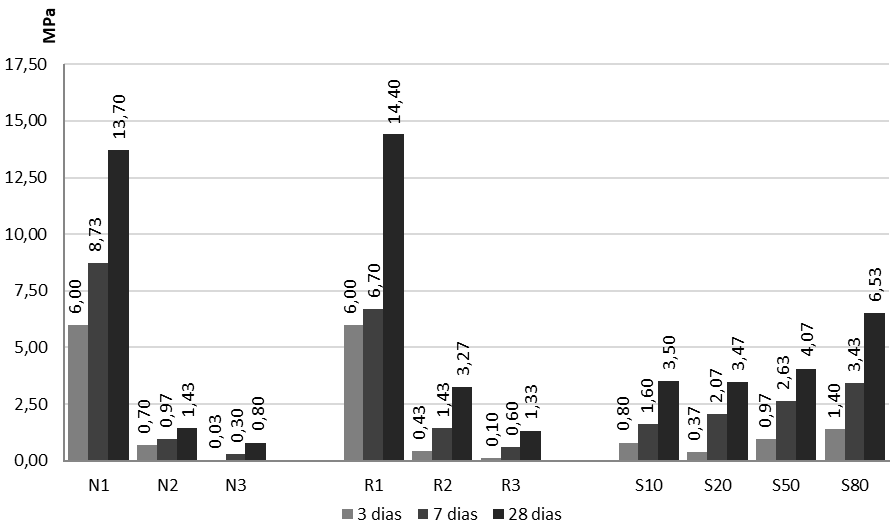 MPa
17,50
15,00
12,50
10,00
7,50
5,00
2,50
0,00
6,00 8,73 13,70
0,70 0,97 1,43
0,03 0,30 0,80
6,00 6,70 14,40
0,43 1,43 3,27
0,10 0,60 1,33
0,80 1,60 3,50
0,37 2,07 3,47
0,97 2,63 4,07
1,40 3,43 6,53
N1 N2 N3 R1 R2 R3 S10 S20 S50 S80
3 dias 7 dias 28 dias